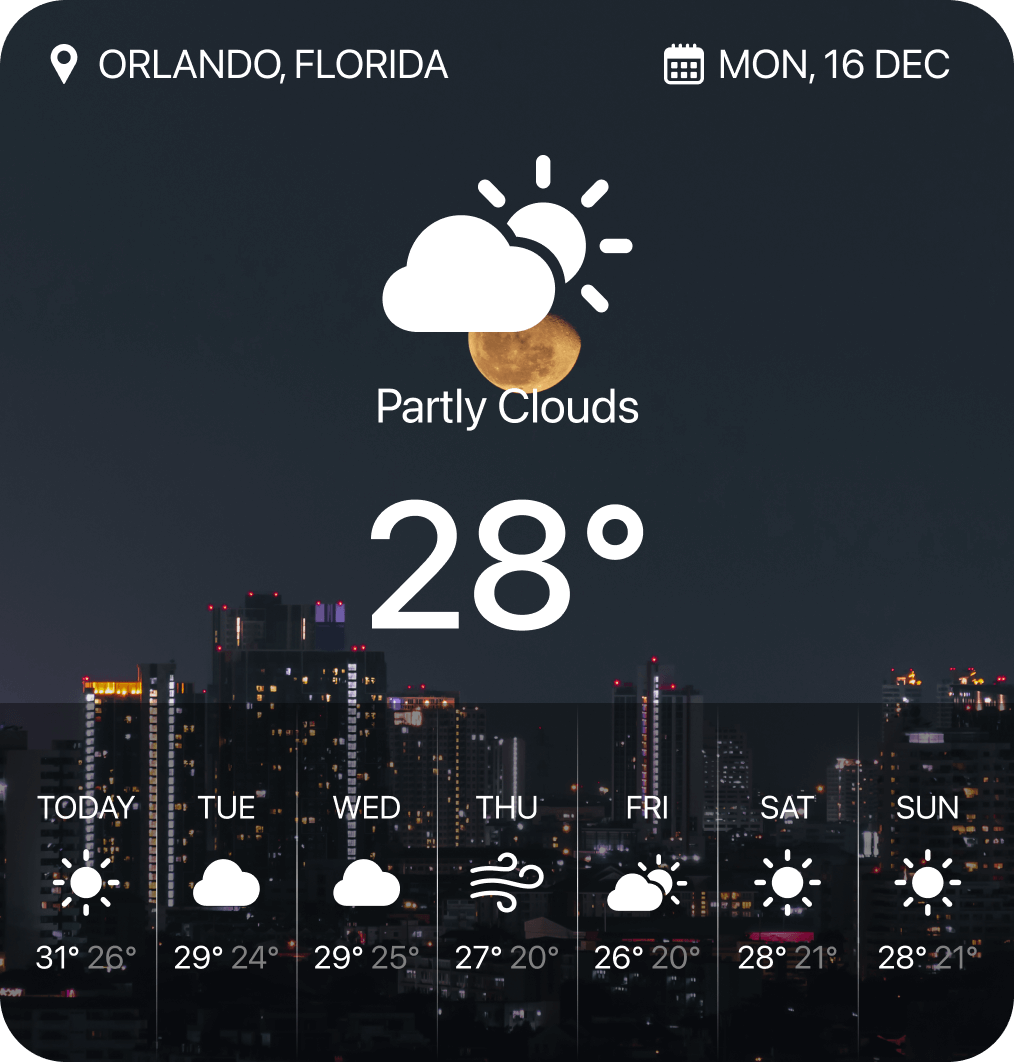 ORLANDO, FLORIDA
MON, 16 DEC
Partly Clouds
28°
TODAY TUE WED THU FRI SAT SUN
31° 26° 29° 24° 29° 25° 27° 20° 26° 20° 28° 21° 28° 21°